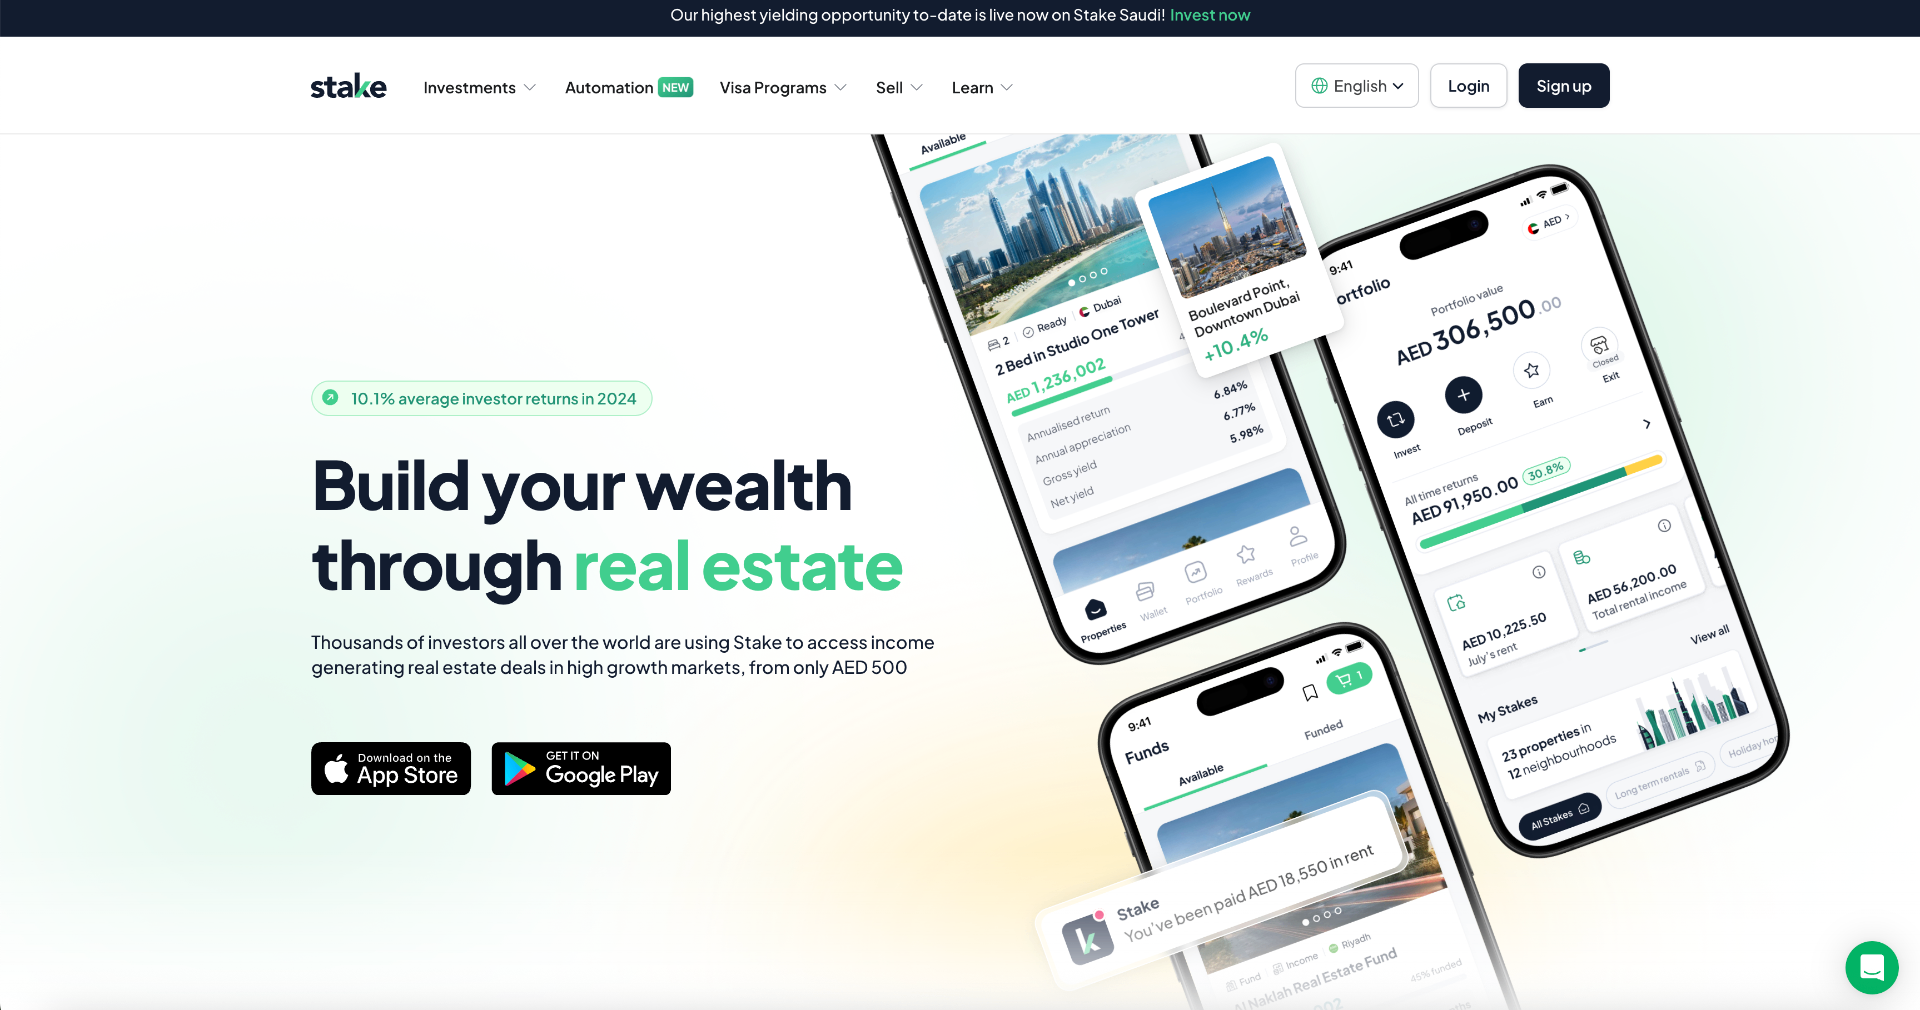 Our highest yielding opportunity to-date is live now on Stake Saudi! Invest now
stake
Investments
Automation NEW
Visa Programs
Sell
Learn
English
Login
Sign up
10.1% average investor returns in 2024
Build your wealth
through real estate
Thousands of investors all over the world are using Stake to access income
generating real estate deals in high growth markets, from only AED 500
Download on the
App Store
GET IT ON
Google Play
Available
2
Ready
Dubai
2 Bed in Studio One Tower
AED 1,236,002
Annualised return
6.84%
Annual appreciation
6.77%
Gross yield
5.98%
Net yield
Properties
Wallet
Portfolio
Rewards
Profile
Boulevard Point,
Downtown Dubai
+10.4%
9:41
AED
ortfolio
Portfolio value
AED 306,500.00
Invest
Deposit
Earn
Closed
Exit
All time returns
AED 91,950.00 30.8%
AED 10,225.50
July's rent
AED 56,200.00
Total rental income
View all
My Stakes
23 properties in
12 neighbourhoods
All Stakes
Long term rentals
Holiday hor
9:41
1
Funds
Available
Funded
Stake
You've been paid AED 18,550 in rent
Fund
Income
Riyadh
Al Naklah Real Estate Fund
45% funded